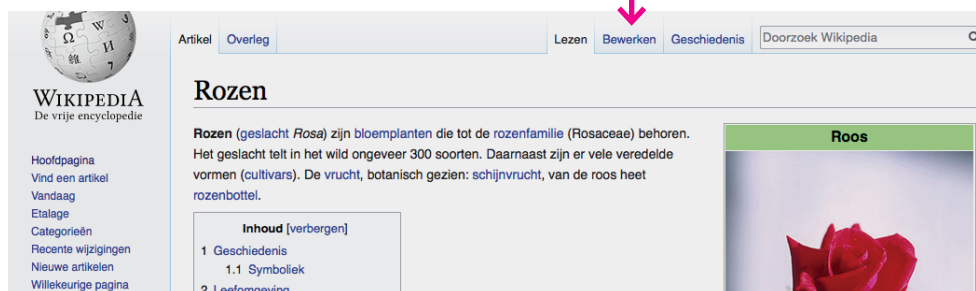 WIKIPEDIA
De vrije encyclopedie
Hoofdpagina
Vind een artikel
Vandaag
Etalage
Categorieën
Recente wijzigingen
Nieuwe artikelen
Willekeurige pagina
Artikel Overleg
Lezen Bewerken Geschiedenis Doorzoek Wikipedia
Rozen
Rozen (geslacht Rosa) zijn bloemplanten die tot de rozenfamilie (Rosaceae) behoren.
Het geslacht telt in het wild ongeveer 300 soorten. Daarnaast zijn er vele veredelde
vormen (cultivars). De vrucht, botanisch gezien: schijnvrucht, van de roos heet
rozenbottel.
Inhoud [verbergen]
1 Geschiedenis
1.1 Symboliek
2 Leefomgeving
Roos